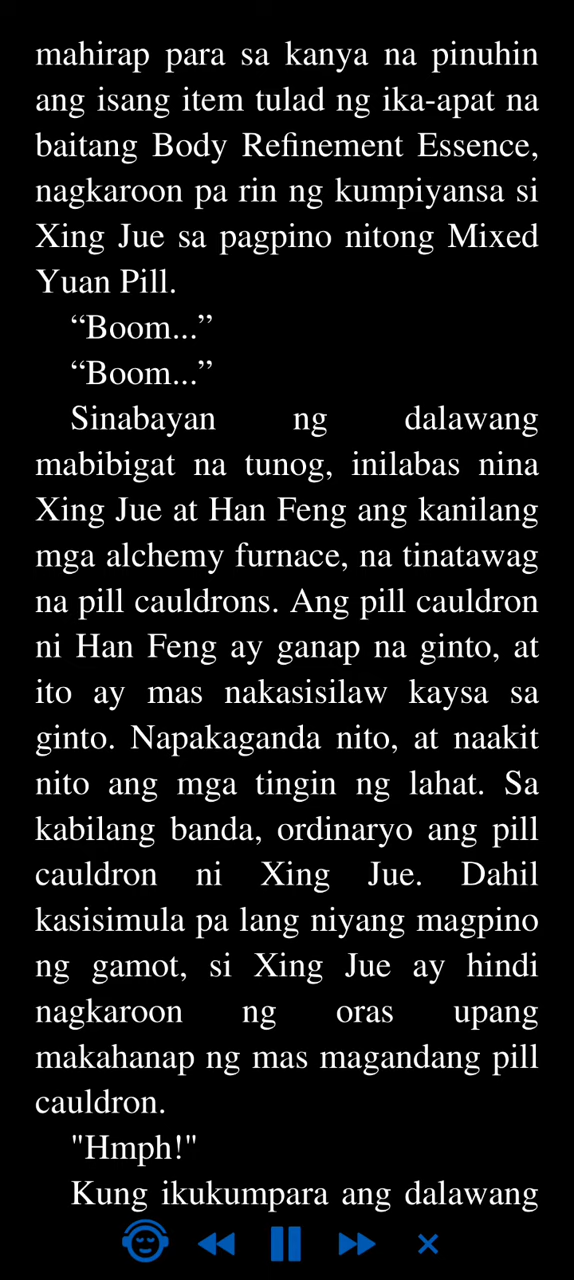 mahirap para sa kanya na pinuhin
ang isang item tulad ng ika-apat na
baitang Body Refinement Essence,
nagkaroon pa rin ng kumpiyansa si
Xing Jue sa pagpino nitong Mixed
Yuan Pill.
“Boom...”
“Boom...”
Sinabayan ng dalawang
mabibigat na tunog, inilabas nina
Xing Jue at Han Feng ang kanilang
mga alchemy furnace, na tinatawag
na pill cauldrons. Ang pill cauldron
ni Han Feng ay ganap na ginto, at
ito ay mas nakasisilaw kaysa sa
ginto. Napakaganda nito, at naakit
nito ang mga tingin ng lahat. Sa
kabilang banda, ordinaryo ang pill
cauldron ni Xing Jue. Dahil
kasisimula pa lang niyang magpino
ng gamot, si Xing Jue ay hindi
nagkaroon ng oras upang
makahanap ng mas magandang pill
cauldron.
"Hmph!"
Kung ikukumpara ang dalawang